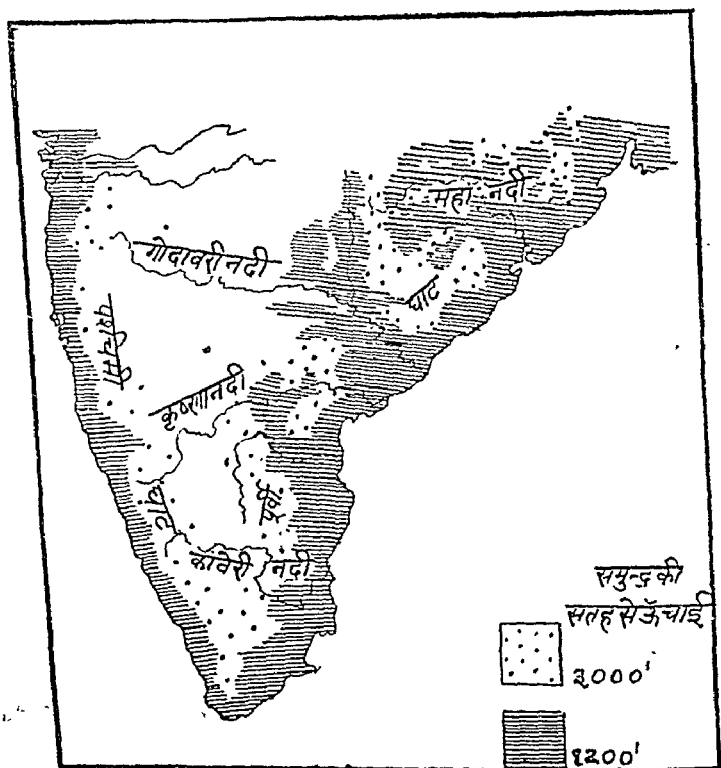 महा नदी
गोदावरी नदी
घाट
पश्चिमी
कृष्णा नदी
पूर्वी
घाट
कावेरी नदी
समुन्द्र की
सतह से ऊँचाई
३०००'
१२००'